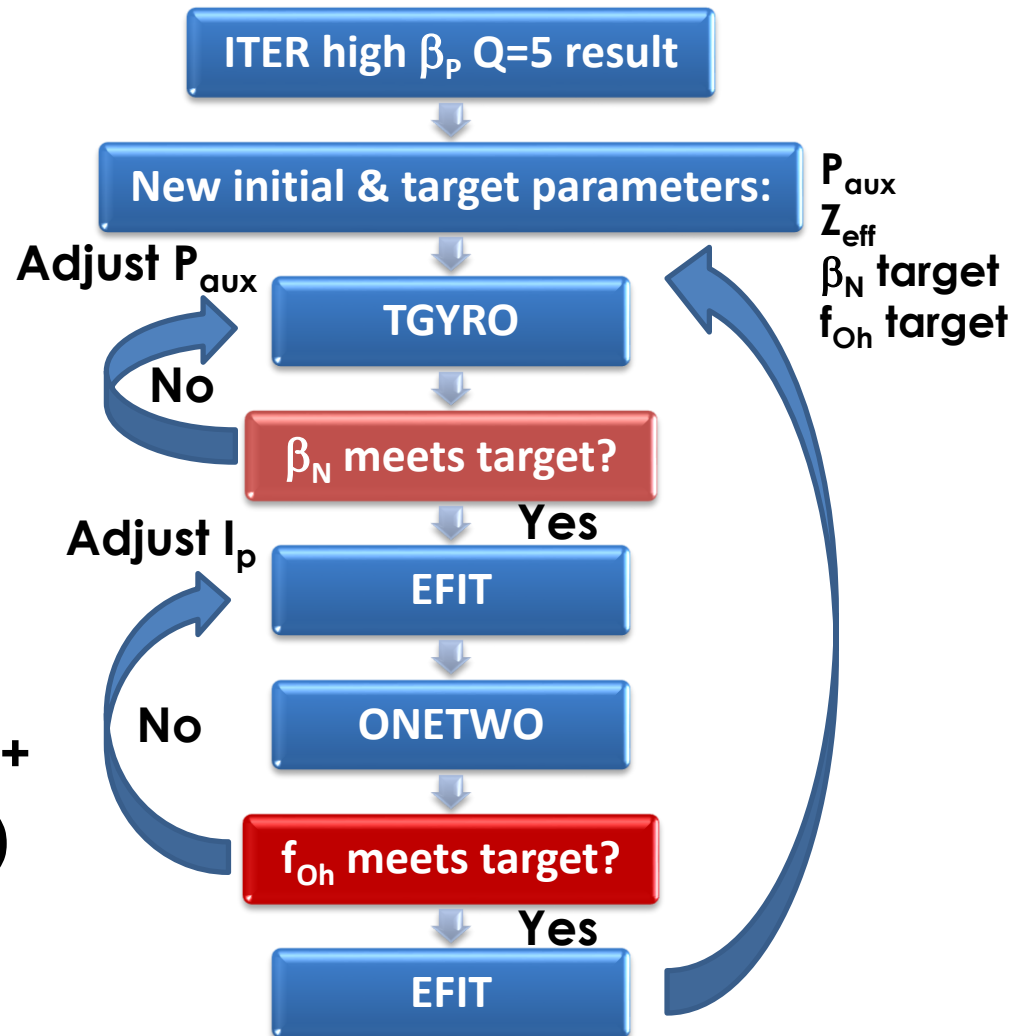 ITER high βP Q=5 result
New initial & target parameters:
Paux
Zeff
βN target
fOh target
Adjust Paux
TGYRO
No
βN meets target?
Yes
Adjust Ip
EFIT
No
ONETWO
+
)
fOh meets target?
Yes
EFIT